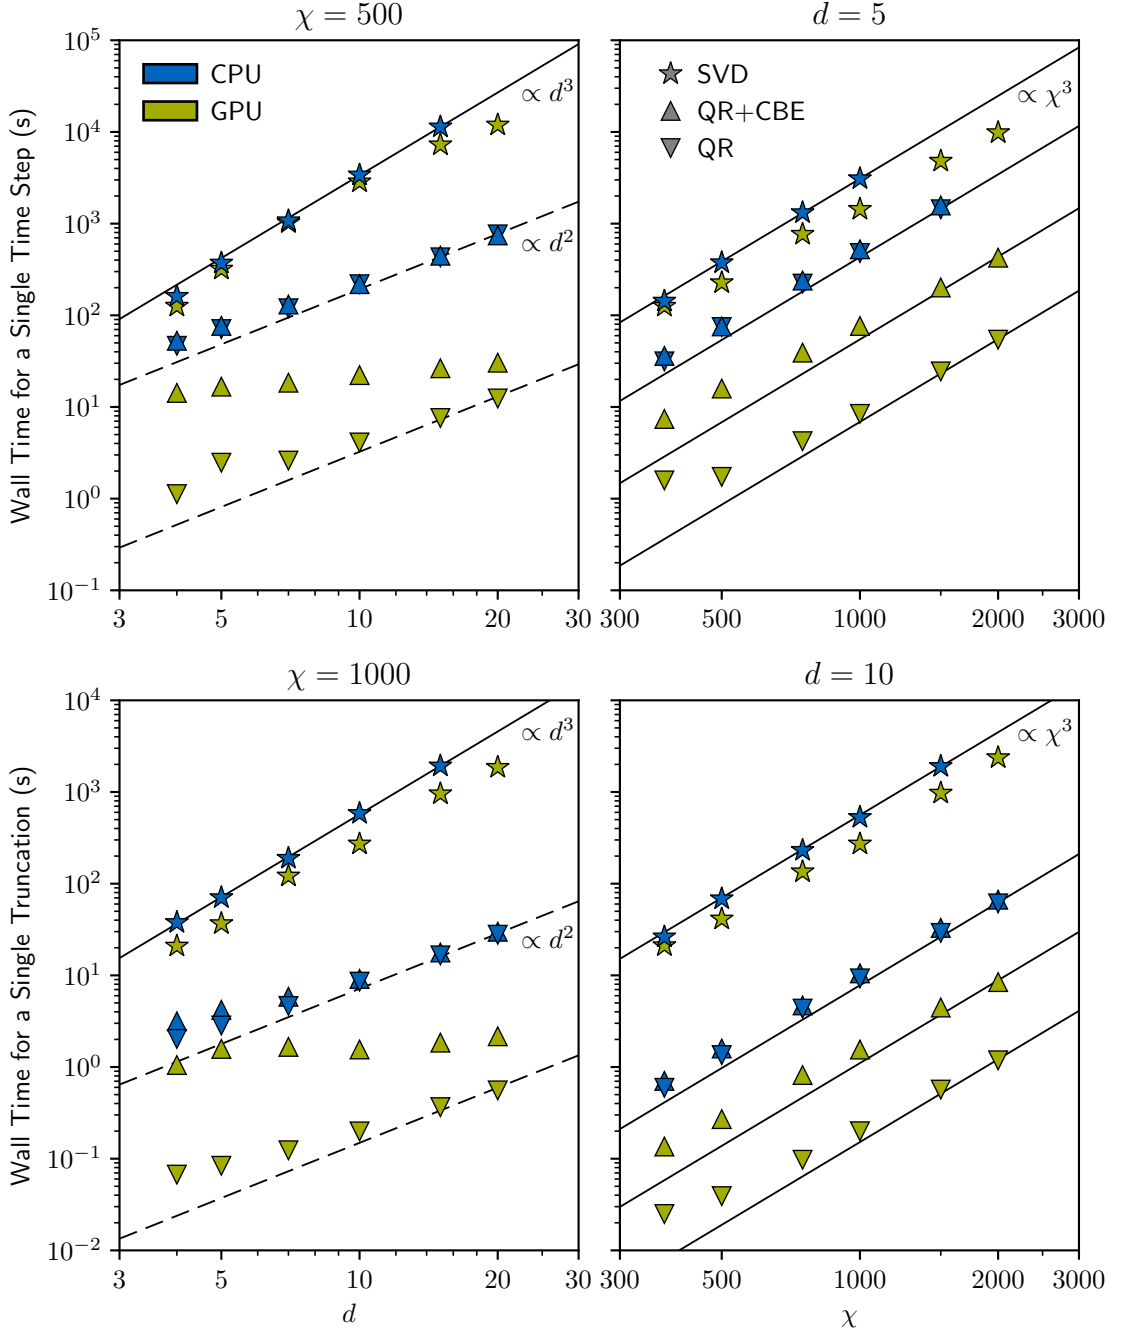 χ = 500
d = 5
Wall Time for a Single Time Step (s)
10⁵
10⁴
10³
10²
10¹
10⁰
10⁻¹
CPU
GPU
∝ d³
∝ d²
3
5
10
20
30
SVD
QR+CBE
QR
∝ χ³
300
500
1000
2000
3000
χ = 1000
d = 10
Wall Time for a Single Truncation (s)
10⁴
10³
10²
10¹
10⁰
10⁻¹
10⁻²
∝ d³
∝ d²
3
5
10
20
30
d
∝ χ³
300
500
1000
2000
3000
χ